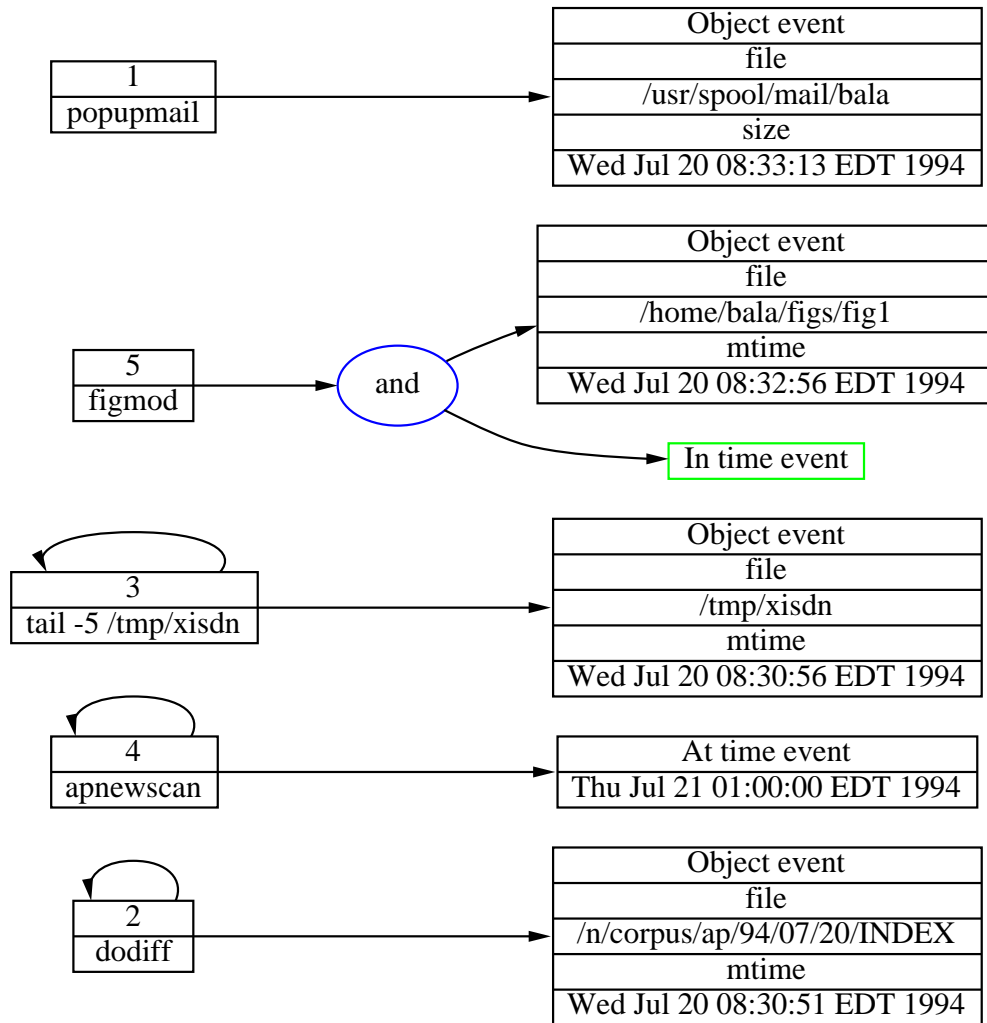 1
popupmail
Object event
file
/usr/spool/mail/bala
size
Wed Jul 20 08:33:13 EDT 1994
5
figmod
and
Object event
file
/home/bala/figs/fig1
mtime
Wed Jul 20 08:32:56 EDT 1994
In time event
3
tail -5 /tmp/xisdn
Object event
file
/tmp/xisdn
mtime
Wed Jul 20 08:30:56 EDT 1994
4
apnewscan
At time event
Thu Jul 21 01:00:00 EDT 1994
2
dodiff
Object event
file
/n/corpus/ap/94/07/20/INDEX
mtime
Wed Jul 20 08:30:51 EDT 1994